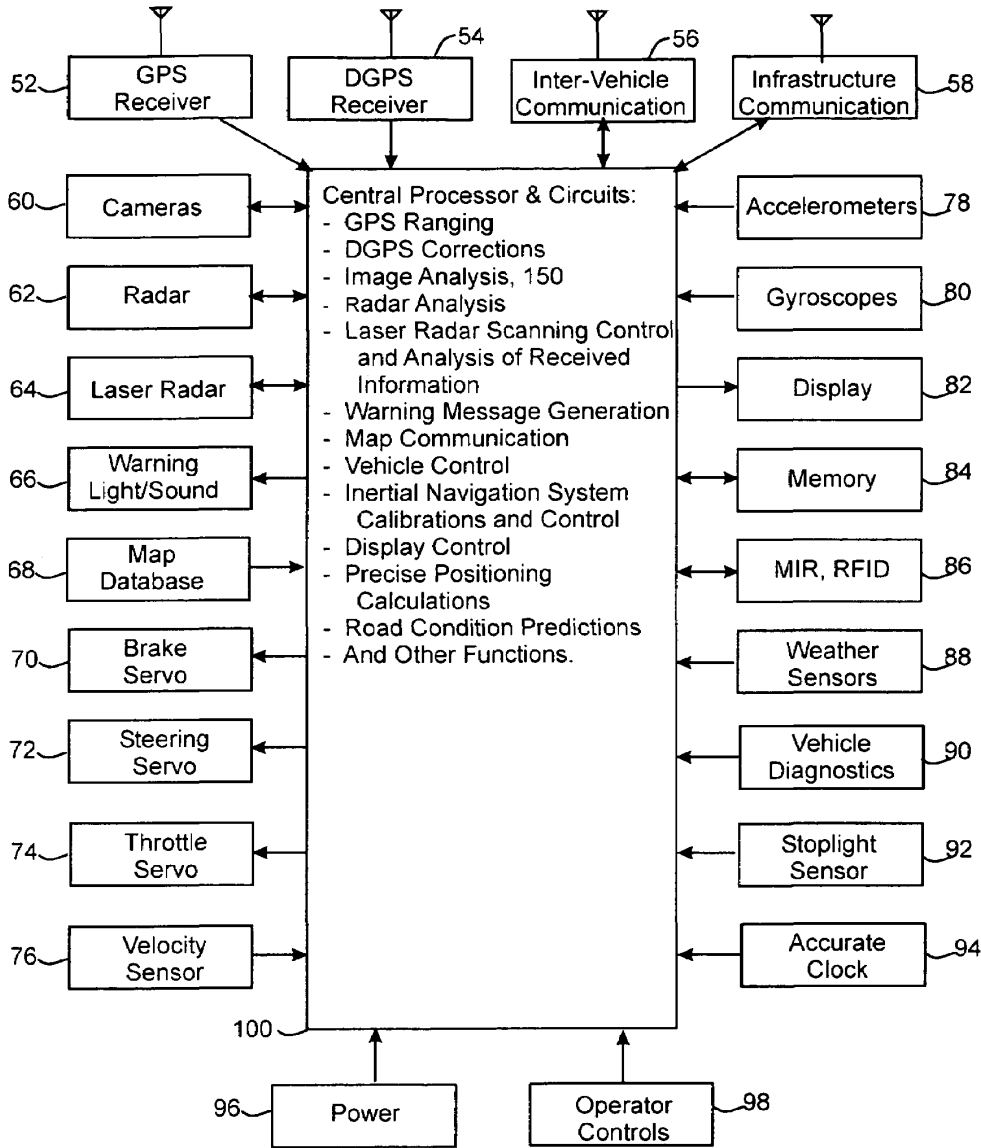 52
GPS
Receiver
54
DGPS
Receiver
56
Inter-Vehicle
Communication
Infrastructure
Communication
58
60
Cameras
62
Radar
64
Laser Radar
66
Warning
Light/Sound
68
Map
Database
70
Brake
Servo
72
Steering
Servo
74
Throttle
Servo
76
Velocity
Sensor
Central Processor & Circuits:
- GPS Ranging
- DGPS Corrections
- Image Analysis, 150
- Radar Analysis
- Laser Radar Scanning Control
and Analysis of Received
Information
- Warning Message Generation
- Map Communication
- Vehicle Control
- Inertial Navigation System
Calibrations and Control
- Display Control
- Precise Positioning
Calculations
- Road Condition Predictions
- And Other Functions.
100
Accelerometers
78
Gyroscopes
80
Display
82
Memory
84
MIR, RFID
86
Weather
Sensors
88
Vehicle
Diagnostics
90
Stoplight
Sensor
92
Accurate
Clock
94
96
Power
Operator
Controls
98